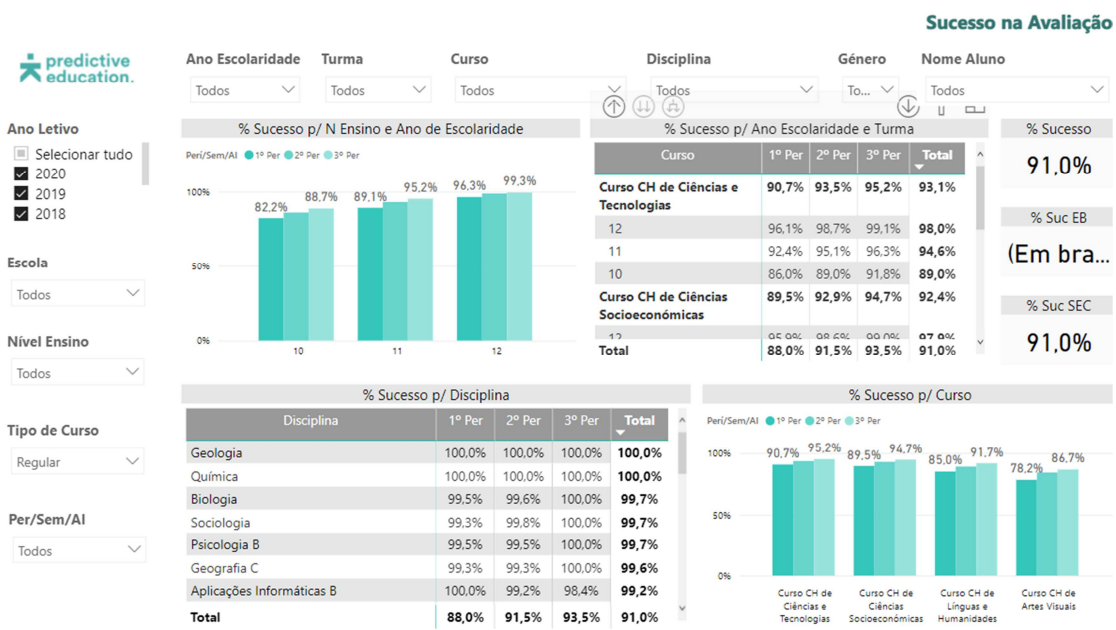 Sucesso na Avaliação
predictive
education.
Ano Escolaridade Turma Curso Disciplina Género Nome Aluno
Todos Todos Todos Todos To... Todos
Ano Letivo
Selecionar tudo
2020
2019
2018
Escola
Todos
Nível Ensino
Todos
Tipo de Curso
Regular
Per/Sem/AI
Todos
% Sucesso p/ N Ensino e Ano de Escolaridade
Perí/Sem/AI 1º Per 2º Per 3º Per
100%
50%
0%
82,2% 88,7% 89,1% 95,2% 96,3% 99,3%
10 11 12
% Sucesso p/ Ano Escolaridade e Turma
Curso 1º Per 2º Per 3º Per Total
Curso CH de Ciências e Tecnologias 90,7% 93,5% 95,2% 93,1%
12 96,1% 98,7% 99,1% 98,0%
11 92,4% 95,1% 96,3% 94,6%
10 86,0% 89,0% 91,8% 89,0%
Curso CH de Ciências Socioeconómicas 89,5% 92,9% 94,7% 92,4%
12 95,9% 98,6% 99,0% 97,9%
Total 88,0% 91,5% 93,5% 91,0%
% Sucesso
91,0%
% Suc EB
(Em bra...
% Suc SEC
91,0%
% Sucesso p/ Disciplina
Disciplina 1º Per 2º Per 3º Per Total
Geologia 100,0% 100,0% 100,0% 100,0%
Química 100,0% 100,0% 100,0% 100,0%
Biologia 99,5% 99,6% 100,0% 99,7%
Sociologia 99,3% 99,8% 100,0% 99,7%
Psicologia B 99,5% 99,5% 100,0% 99,7%
Geografia C 99,3% 99,3% 100,0% 99,6%
Aplicações Informáticas B 100,0% 99,2% 98,4% 99,2%
Total 88,0% 91,5% 93,5% 91,0%
% Sucesso p/ Curso
Perí/Sem/AI 1º Per 2º Per 3º Per
100%
50%
0%
90,7% 95,2% 89,5% 94,7% 85,0% 91,7% 78,2% 86,7%
Curso CH de Ciências e Tecnologias
Curso CH de Ciências Socioeconómicas
Curso CH de Línguas e Humanidades
Curso CH de Artes Visuais